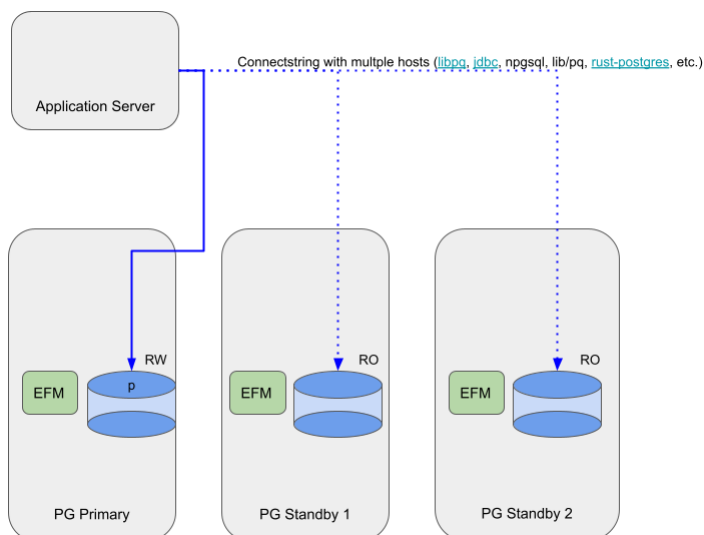 Connectstring with multple hosts (libpq, jdbc, npgsql, lib/pq, rust-postgres, etc.)
Application Server
RW
RO
RO
p
EFM
EFM
EFM
PG Primary
PG Standby 1
PG Standby 2